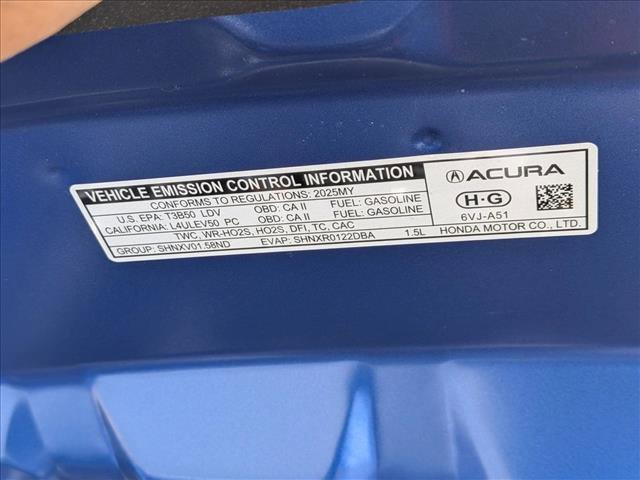 VEHICLE EMISSION CONTROL INFORMATION
CONFORMS TO REGULATIONS: 2025MY
U.S. EPA: T3B50 LDV OBD: CA II FUEL: GASOLINE
CALIFORNIA: L4ULEV50 PC OBD: CA II FUEL: GASOLINE
TWC, WR-HO2S, HO2S, DFI, TC, CAC
GROUP: SHNXV01.58ND EVAP: SHNXR0122DBA 1.5L
ACURA
H·G
6VJ-A51
HONDA MOTOR CO., LTD.